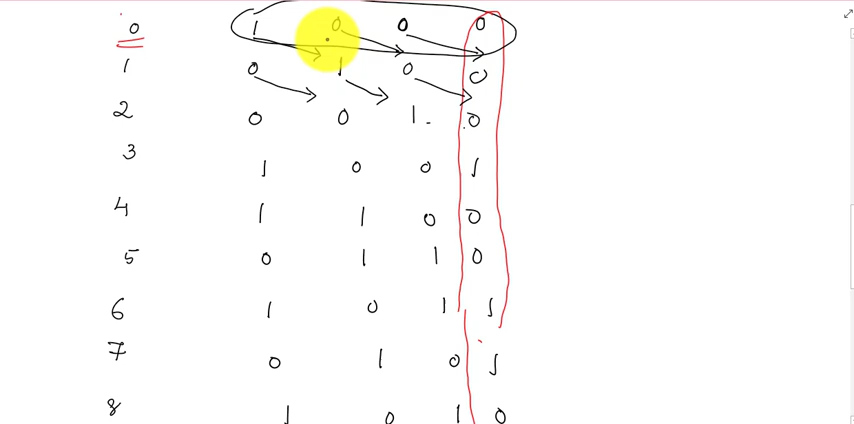 0 1 0 0 0
1 0 1 0 0
2 0 0 1 0
3 1 0 0 1
4 1 1 0 0
5 0 1 1 0
6 1 0 1 1
7 0 1 0 1
8 1 0 1 0